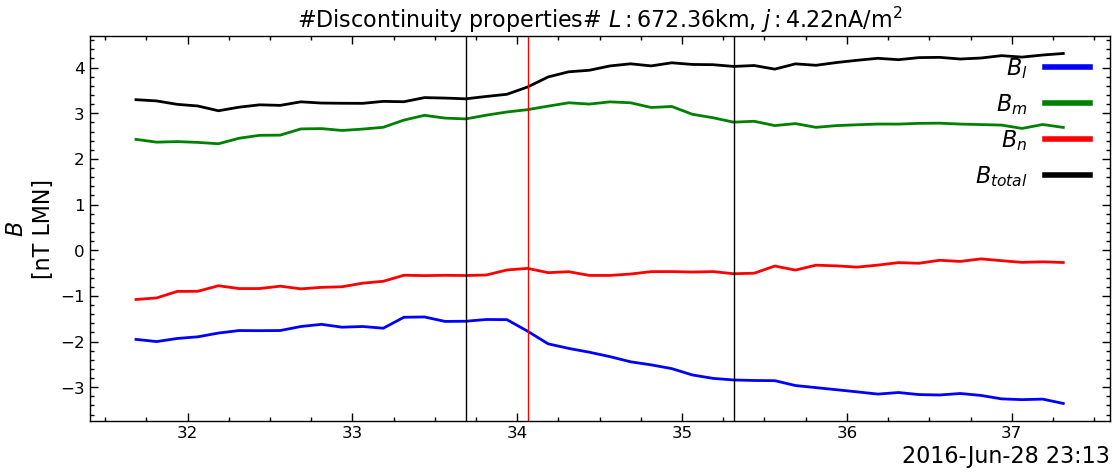 #Discontinuity properties# L : 672.36km, j : 4.22nA/m²
B
[nT LMN]
4
3
2
1
0
−1
−2
−3
B_l
B_m
B_n
B_total
32
33
34
35
36
37
2016-Jun-28 23:13